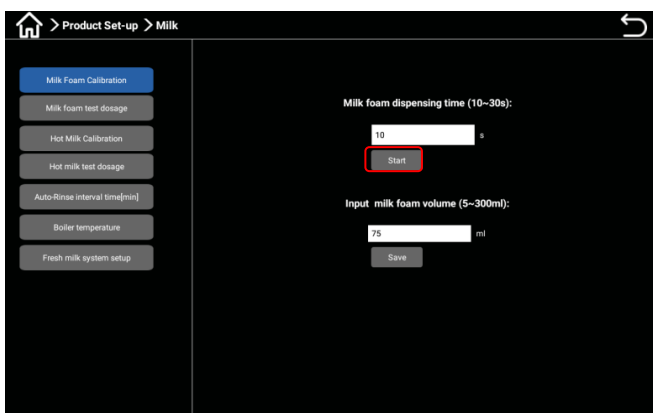 > Product Set-up > Milk
Milk Foam Calibration
Milk foam test dosage
Hot Milk Calibration
Hot milk test dosage
Auto-Rinse interval time[min]
Boiler temperature
Fresh milk system setup
Milk foam dispensing time (10~30s):
10 s
Start
Input milk foam volume (5~300ml):
75 ml
Save